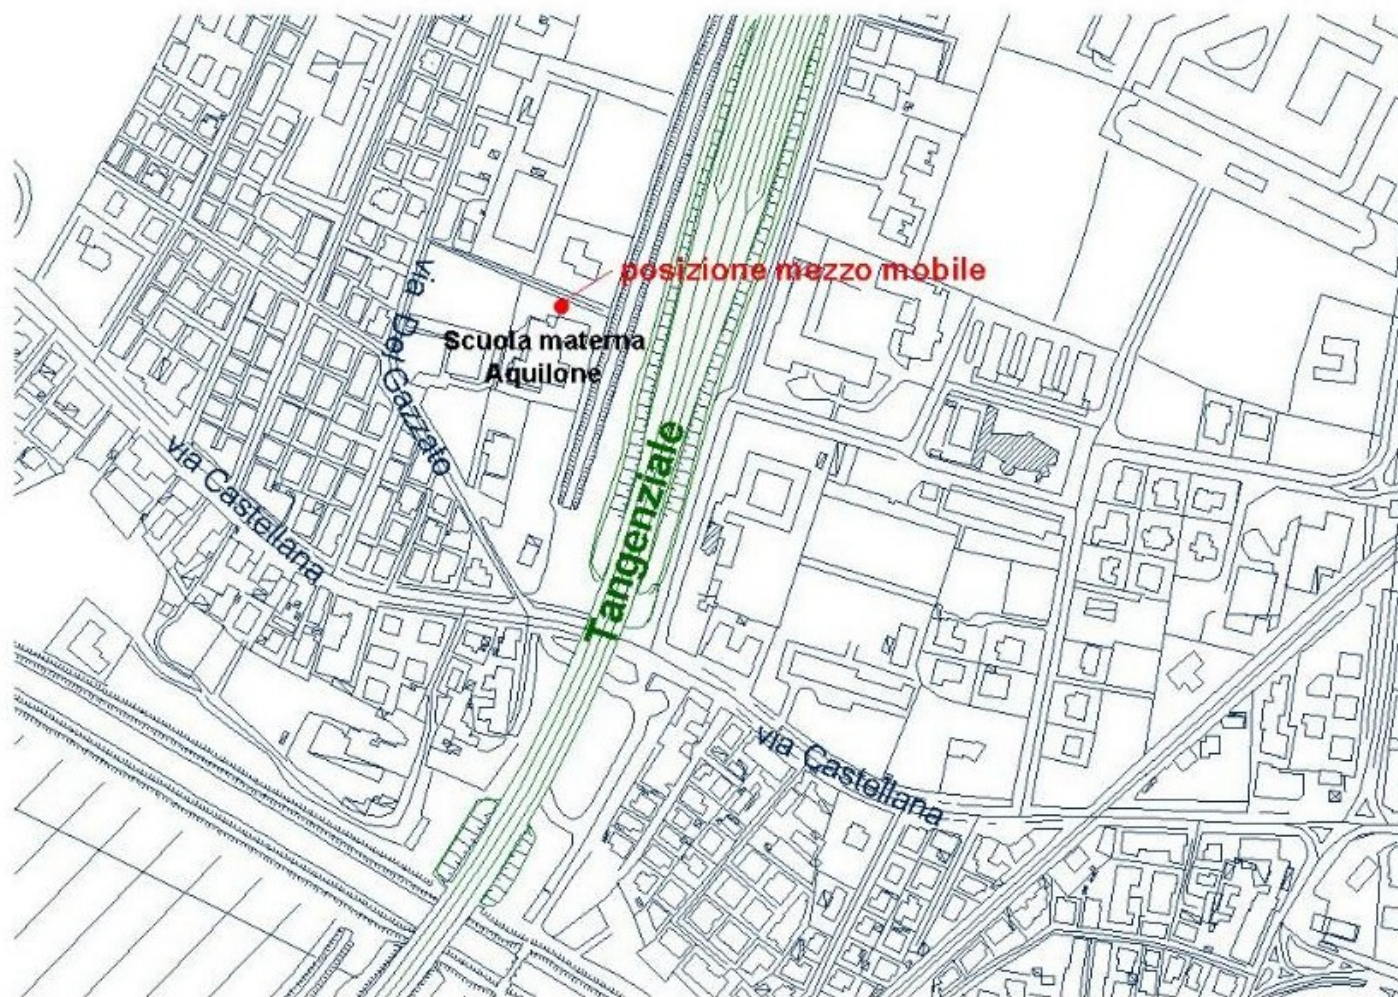 posizione mezzo mobile
via Del Gazzato
Scuola materna
Aquilone
Tangenziale
via Castellana
via Castellana